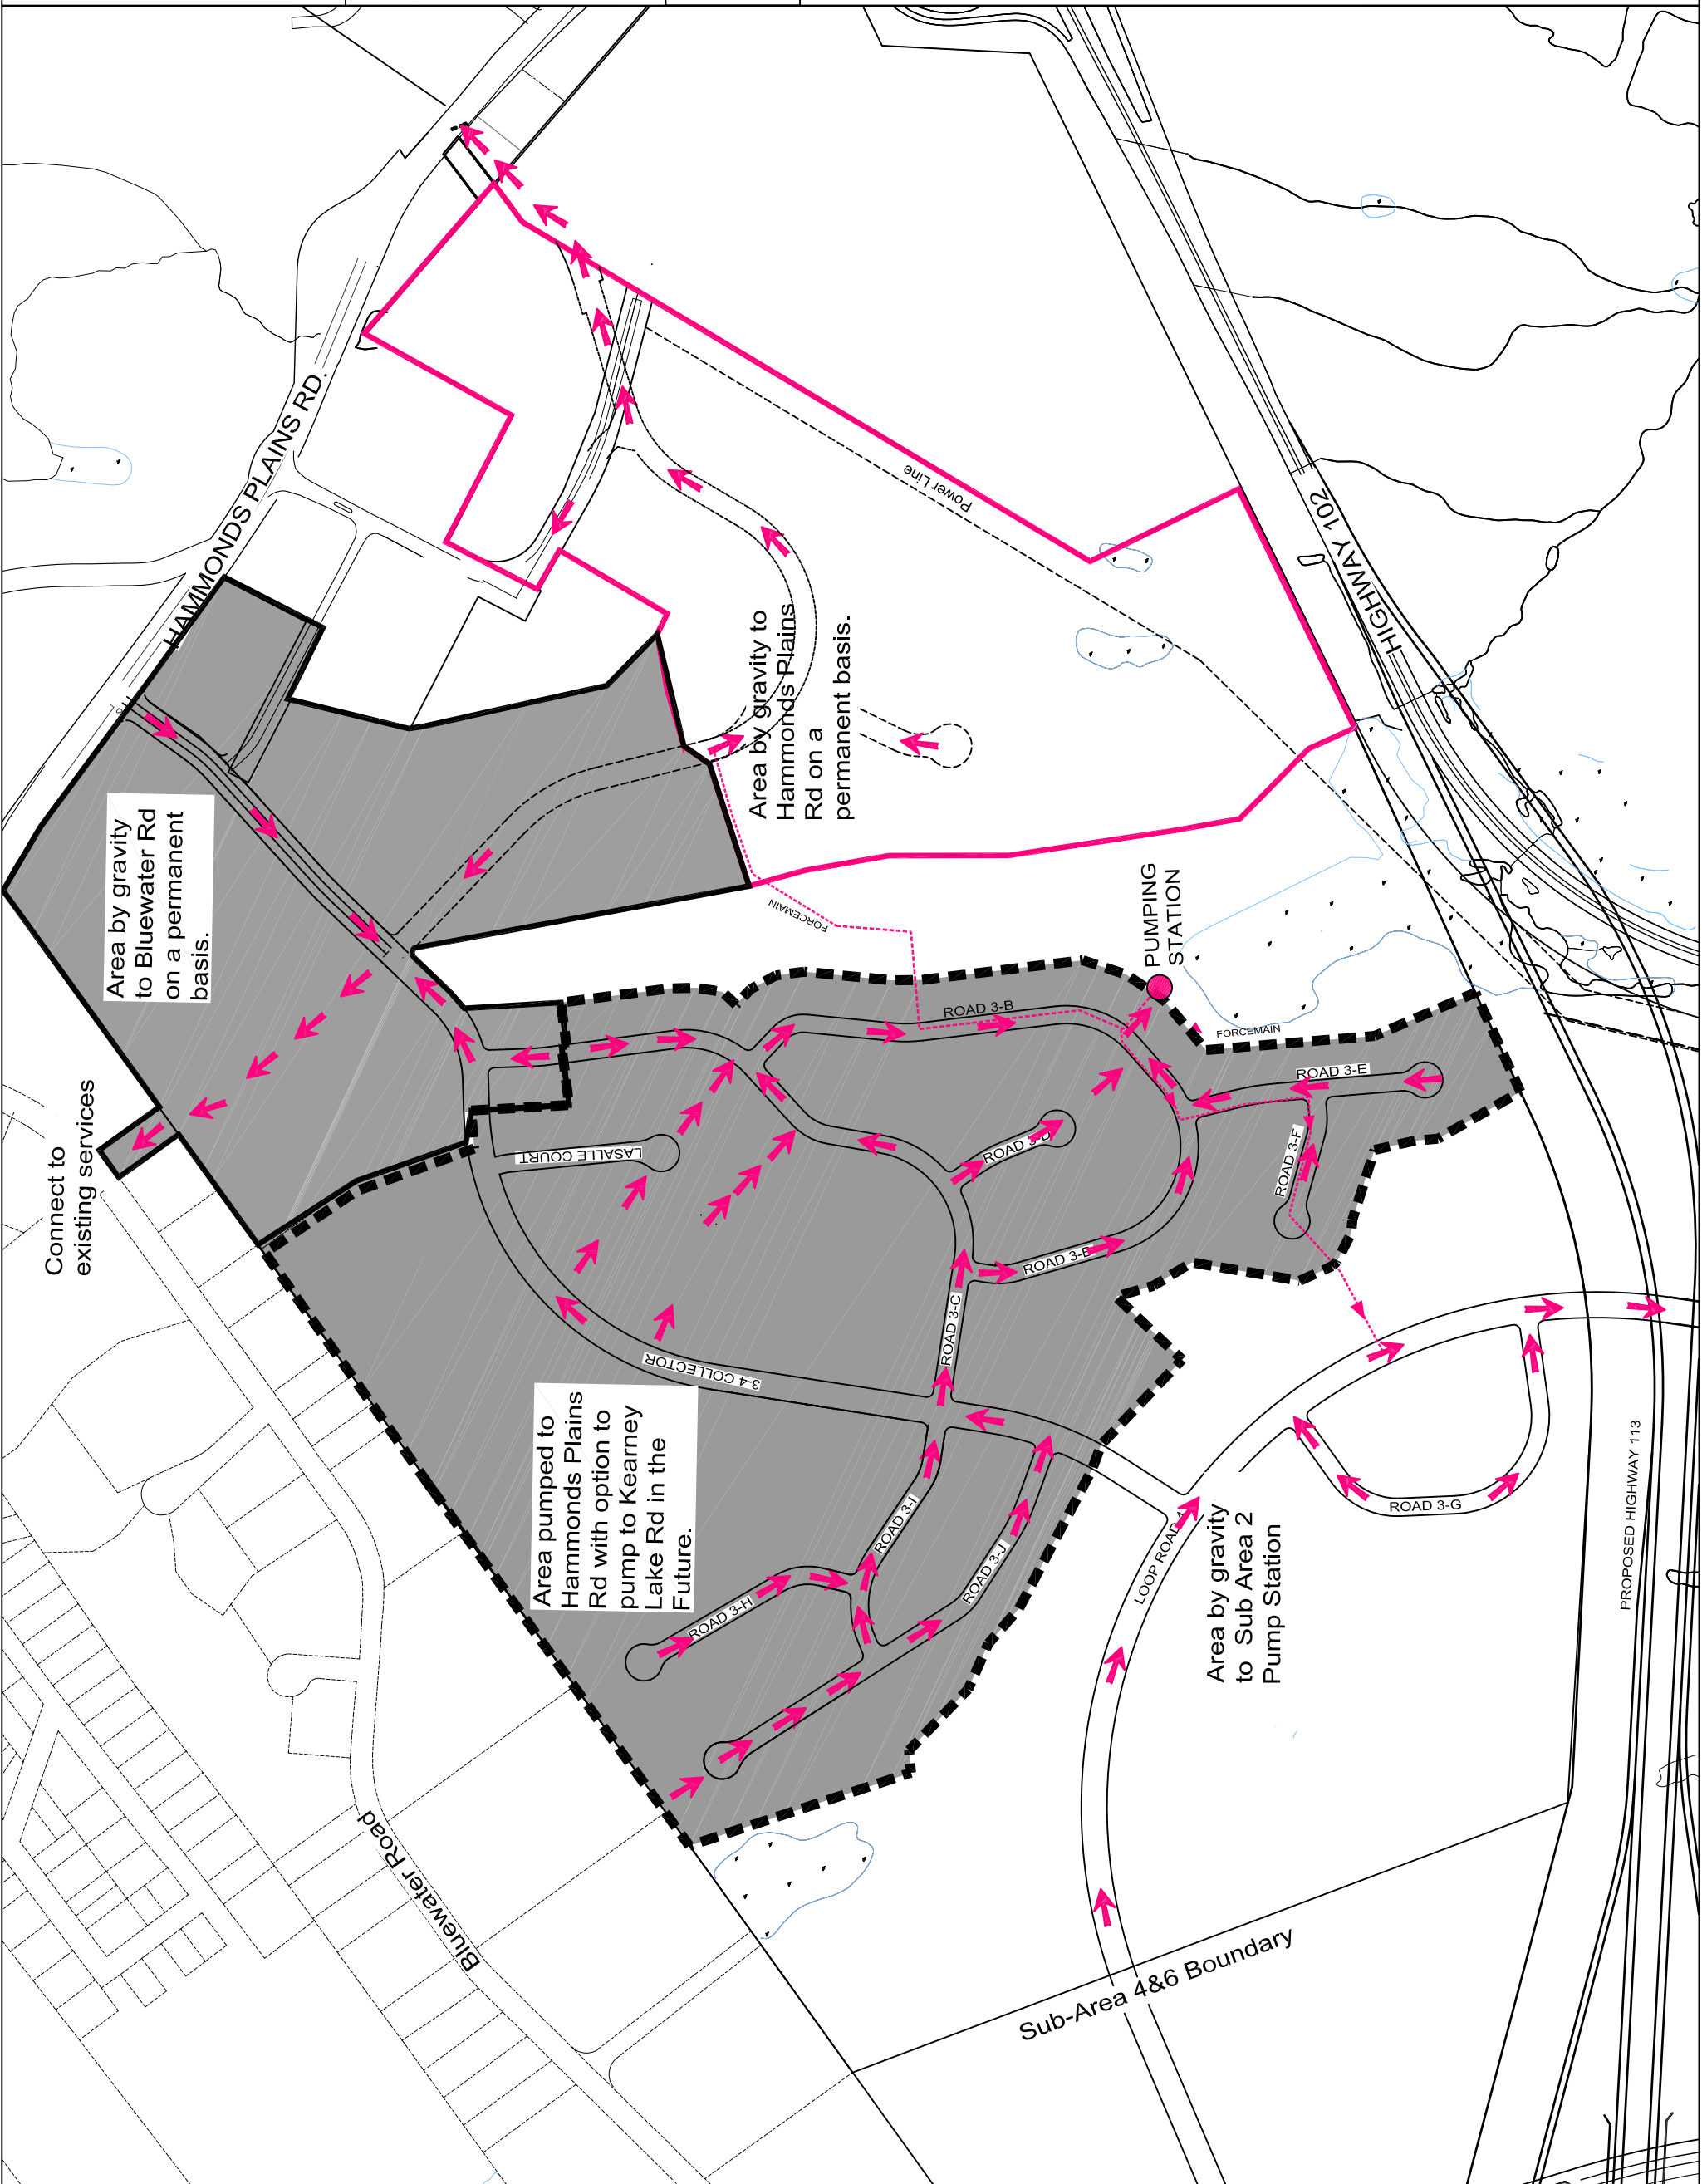 HAMMONDS PLAINS RD.
Area by gravity
to Bluewater Rd
on a permanent
basis.
Connect to
existing services
Area by gravity to
Hammonds Plains
Rd on a
permanent basis.
Power Line
HIGHWAY 102
FORCEMAIN
PUMPING
STATION
FORCEMAIN
ROAD 3-B
ROAD 3-E
ROAD 3-F
ROAD 3-D
ROAD 3-B
ROAD 3-C
LASALLE COURT
3-4 COLLECTOR
Area pumped to
Hammonds Plains
Rd with option to
pump to Kearney
Lake Rd in the
Future.
ROAD 3-H
ROAD 3-I
ROAD 3-J
LOOP ROAD
ROAD 3-G
Area by gravity
to Sub Area 2
Pump Station
PROPOSED HIGHWAY 113
Bluewater Road
Sub-Area 4&6 Boundary